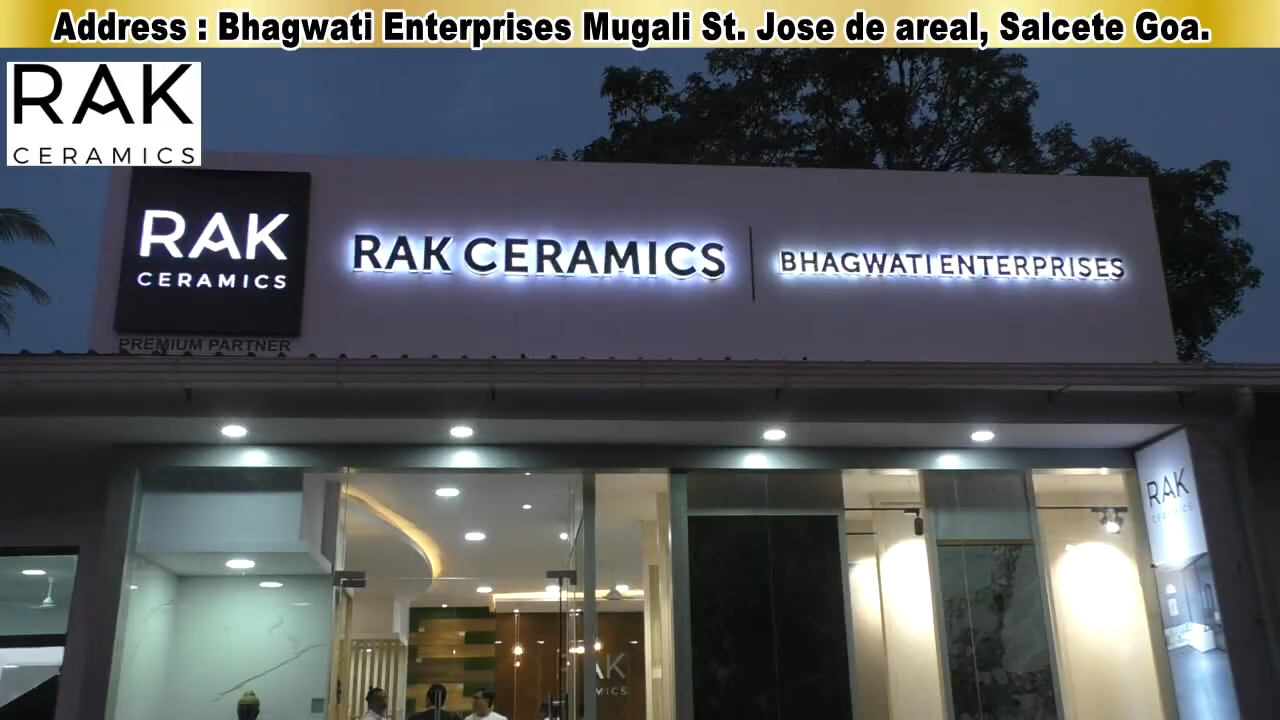 Address : Bhagwati Enterprises Mugali St. Jose de areal, Salcete Goa.
RAK
CERAMICS
RAK
CERAMICS
PREMIUM PARTNER
RAK CERAMICS
BHAGWATI ENTERPRISES
RAK
CERAMICS
RAK